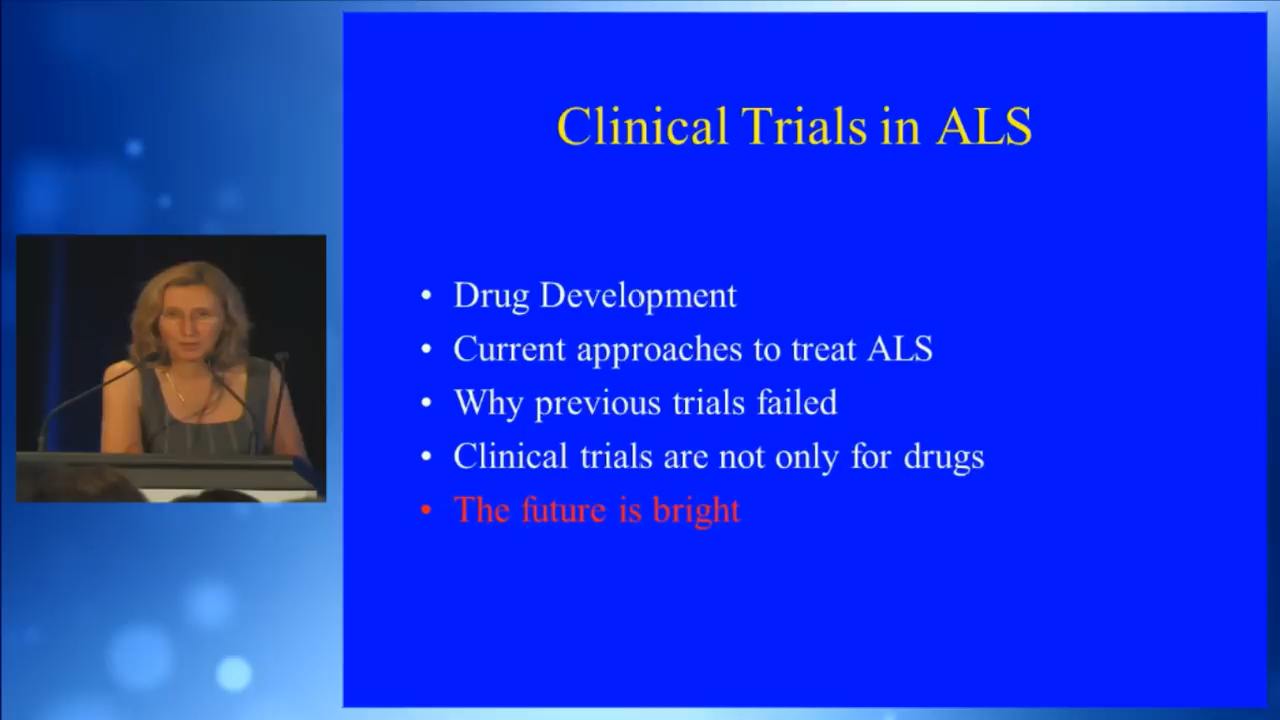 Clinical Trials in ALS
• Drug Development
• Current approaches to treat ALS
• Why previous trials failed
• Clinical trials are not only for drugs
• The future is bright